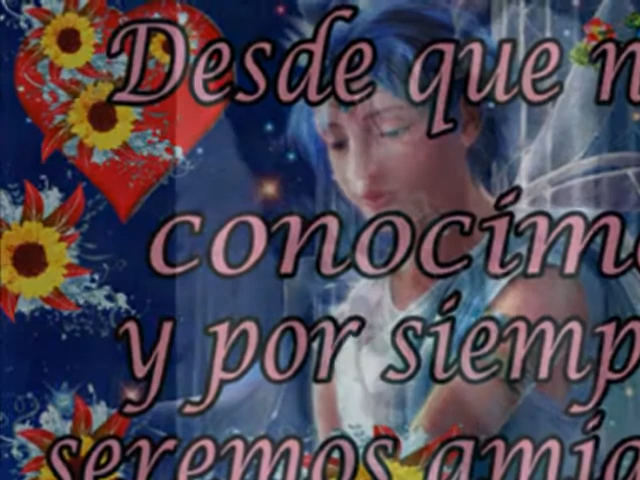 Desde que n
conocim
y por siemp
seremos amig